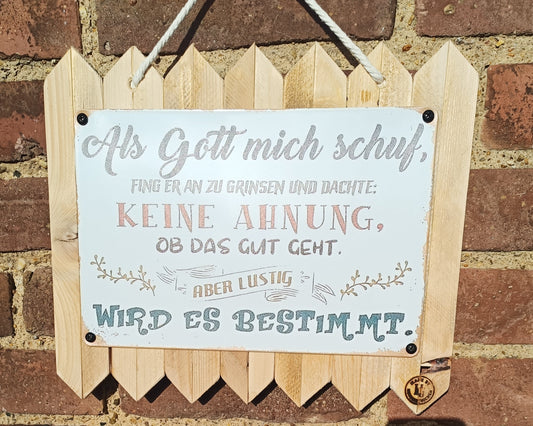 Als Gott mich schuf,
FING ER AN ZU GRINSEN UND DACHTE:
KEINE AHNUNG,
OB DAS GUT GEHT.
ABER LUSTIG
WIRD ES BESTIMMT.